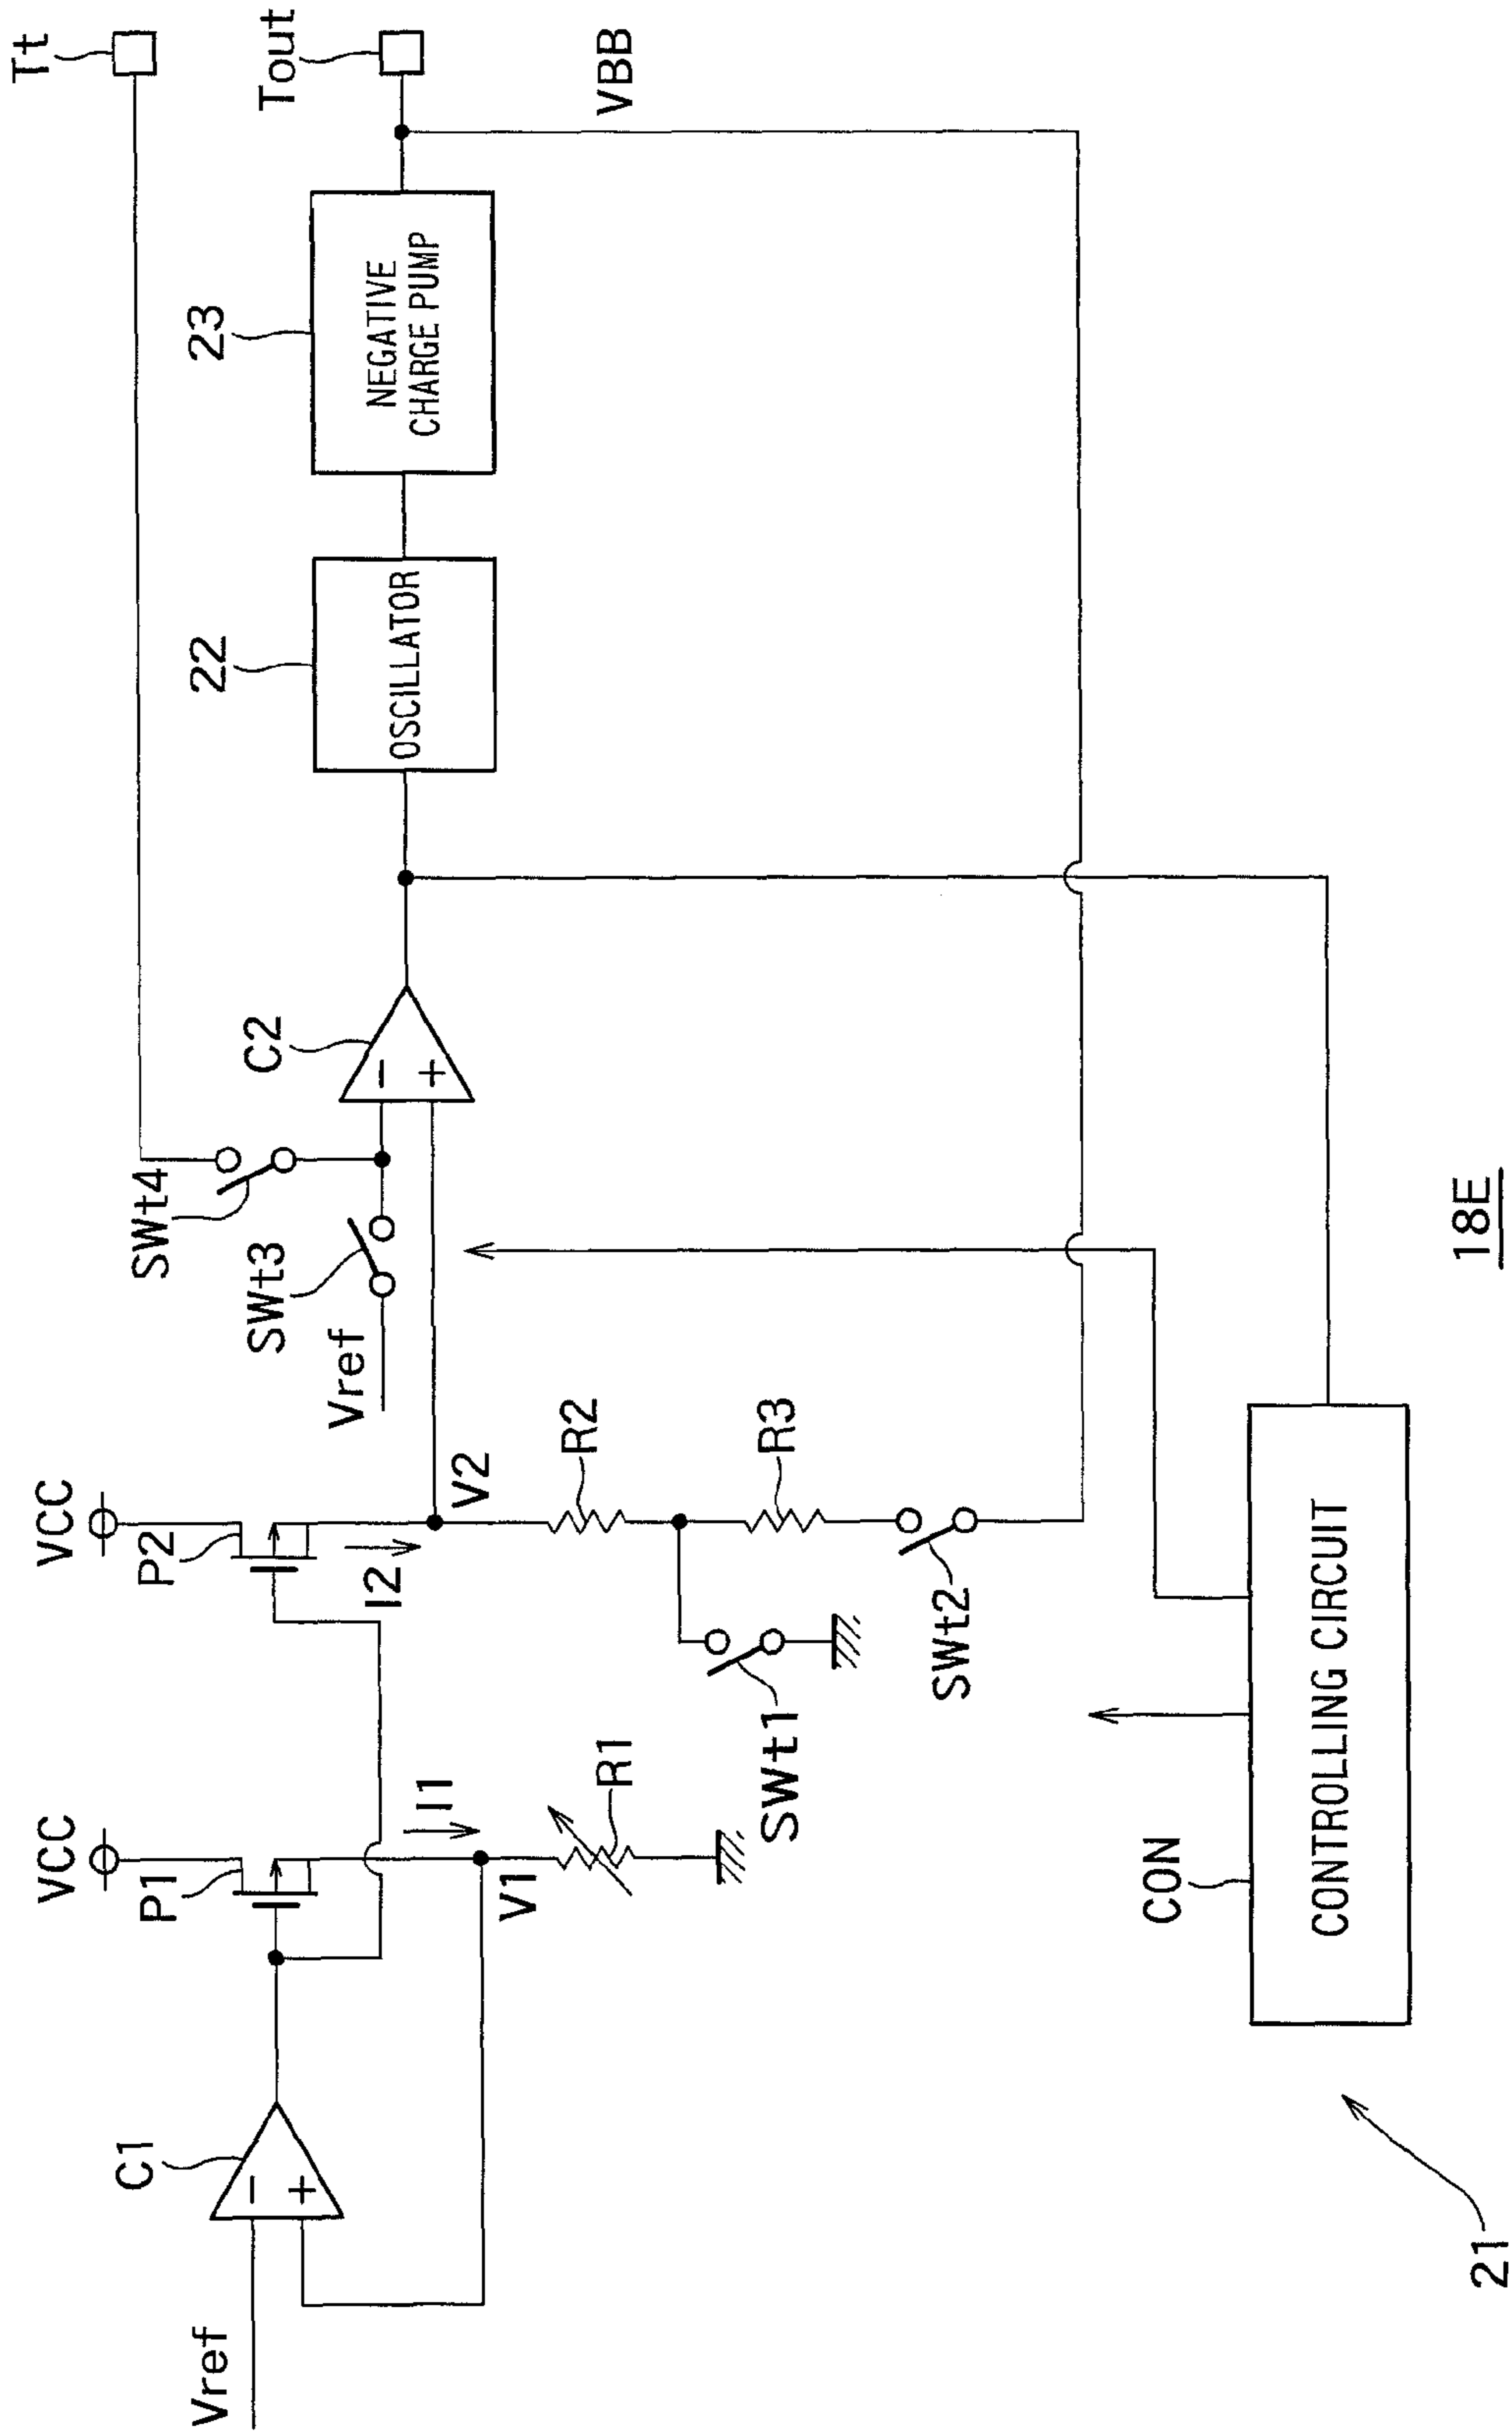 Tt
Tout
VBB
23
NEGATIVE
CHARGE PUMP
22
OSCILLATOR
C2
−
+
SWt4
SWt3
Vref
VCC
P2
I2
V2
R2
R3
SWt2
SWt1
VCC
P1
I1
V1
R1
C1
−
+
Vref
CON
CONTROLLING CIRCUIT
21
18E